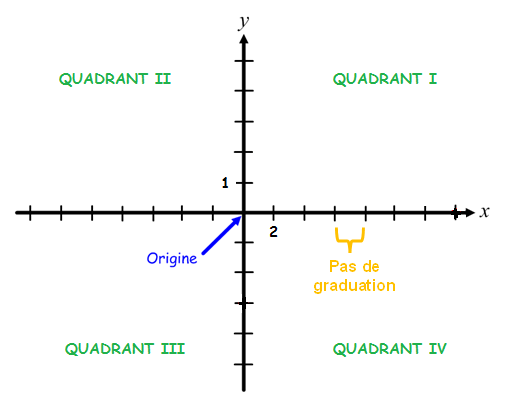 y
QUADRANT II
QUADRANT I
1
x
2
Origine
Pas de
graduation
QUADRANT III
QUADRANT IV